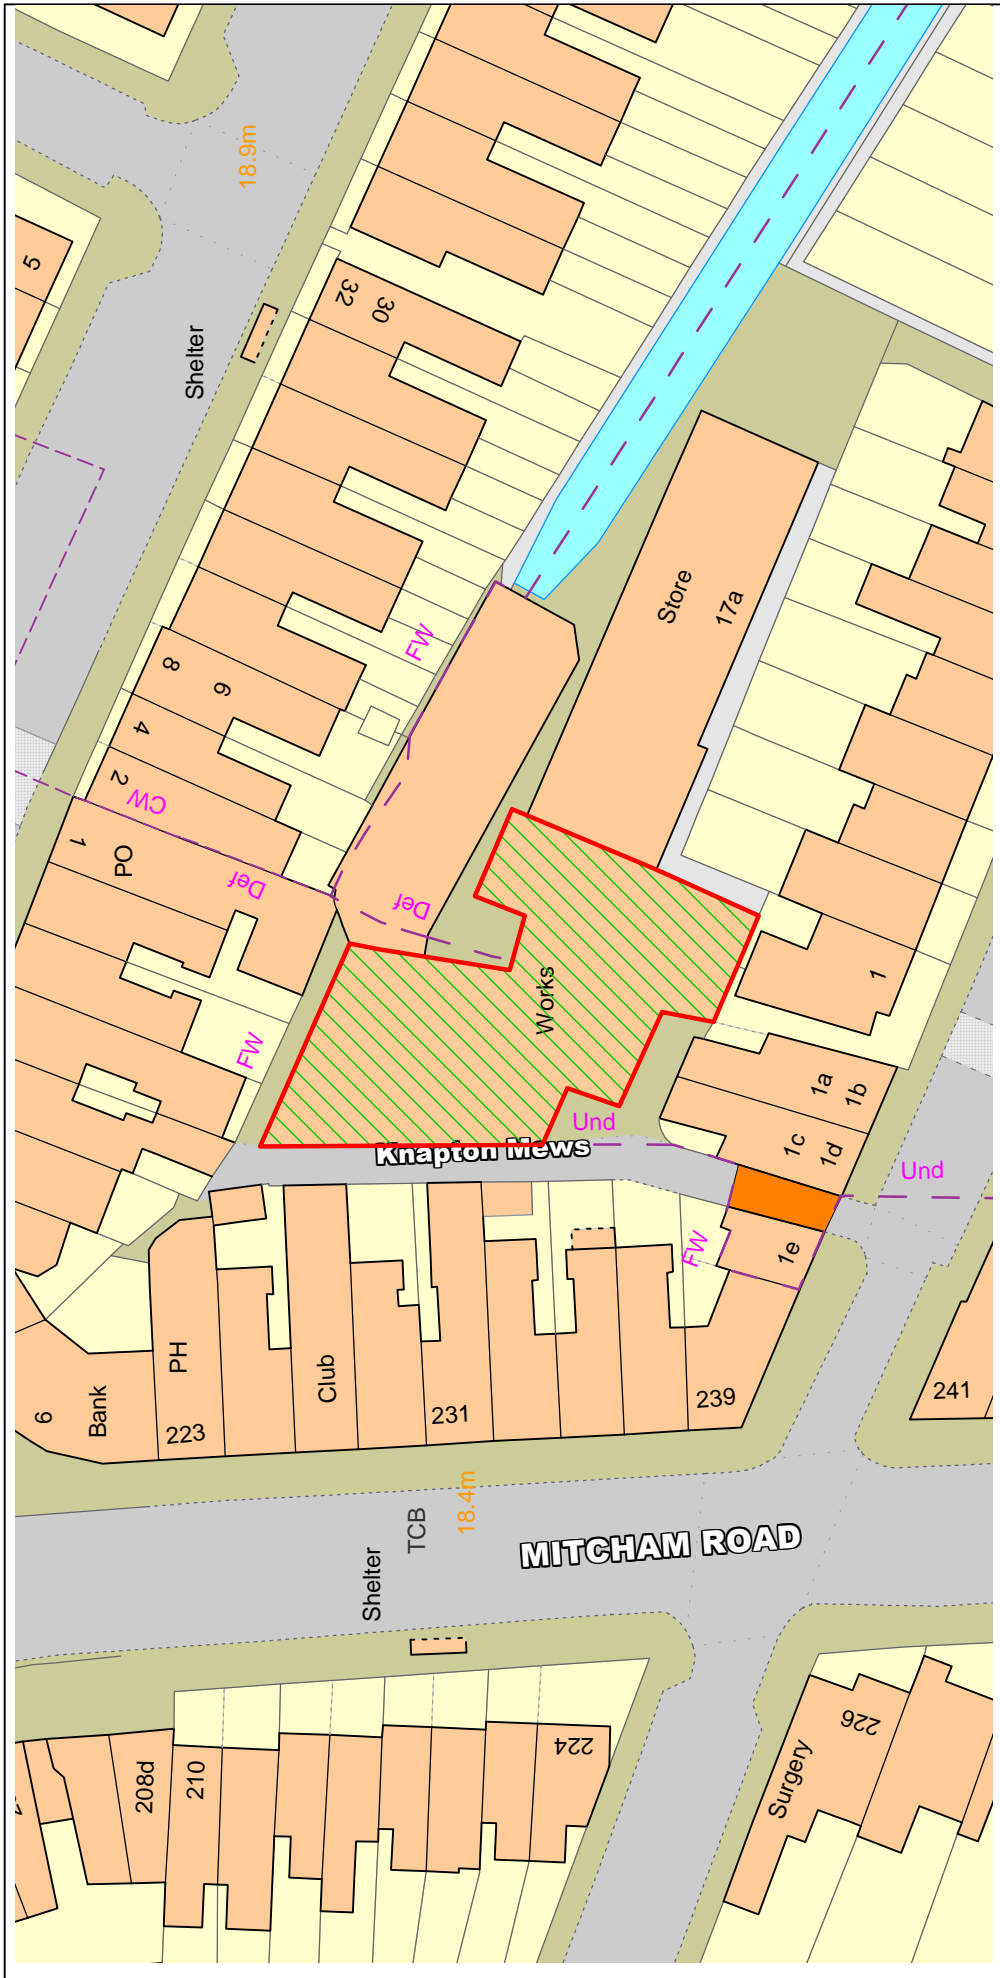 18.9m
5
Shelter
32
30
FW
Store
17a
8
6
4
2
CW
1
PO
Def
Def
Works
1
FW
Und
Knapton Mews
1a
1b
1c
1d
Und
FW
1e
PH
Club
Bank
6
223
231
239
241
18.4m
TCB
MITCHAM ROAD
Shelter
224
226
Surgery
208d
210